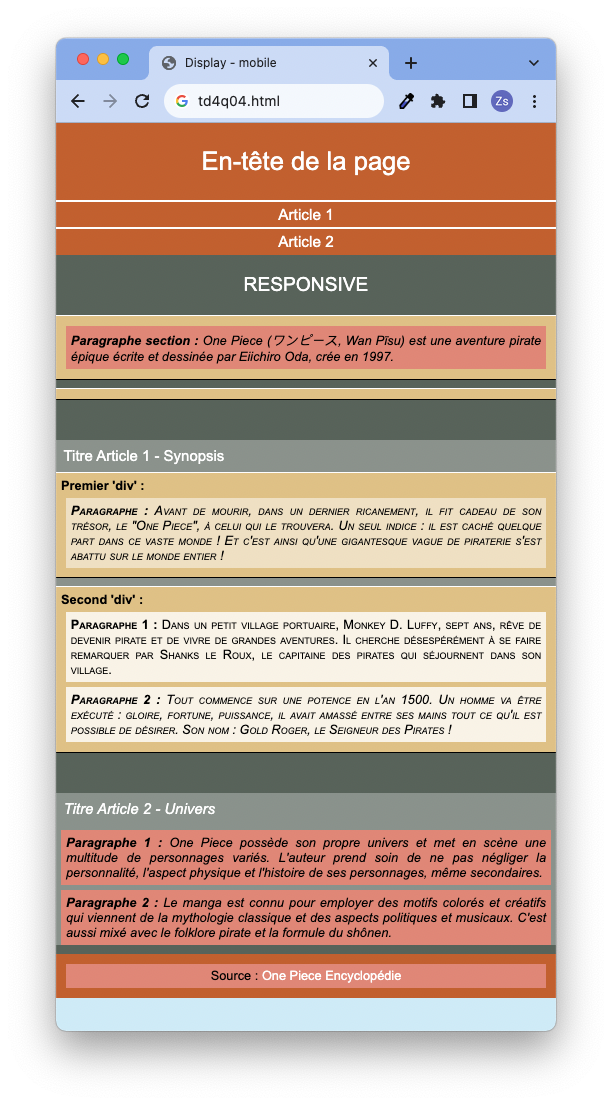 Display - mobile
td4q04.html
Zs
En-tête de la page
Article 1
Article 2
RESPONSIVE
Paragraphe section : One Piece (ワンピース, Wan Pīsu) est une aventure pirate
épique écrite et dessinée par Eiichiro Oda, crée en 1997.
Titre Article 1 - Synopsis
Premier 'div' :
Paragraphe : Avant de mourir, dans un dernier ricanement, il fit cadeau de son
trésor, le "One Piece", à celui qui le trouvera. Un seul indice : il est caché quelque
part dans ce vaste monde ! Et c'est ainsi qu'une gigantesque vague de piraterie s'est
abattu sur le monde entier !
Second 'div' :
Paragraphe 1 : Dans un petit village portuaire, Monkey D. Luffy, sept ans, rêve de
devenir pirate et de vivre de grandes aventures. Il cherche désespérément à se faire
remarquer par Shanks le Roux, le capitaine des pirates qui séjournent dans son
village.
Paragraphe 2 : Tout commence sur une potence en l'an 1500. Un homme va être
exécuté : gloire, fortune, puissance, il avait amassé entre ses mains tout ce qu'il est
possible de désirer. Son nom : Gold Roger, le Seigneur des Pirates !
Titre Article 2 - Univers
Paragraphe 1 : One Piece possède son propre univers et met en scène une
multitude de personnages variés. L'auteur prend soin de ne pas négliger la
personnalité, l'aspect physique et l'histoire de ses personnages, même secondaires.
Paragraphe 2 : Le manga est connu pour employer des motifs colorés et créatifs
qui viennent de la mythologie classique et des aspects politiques et musicaux. C'est
aussi mixé avec le folklore pirate et la formule du shônen.
Source : One Piece Encyclopédie